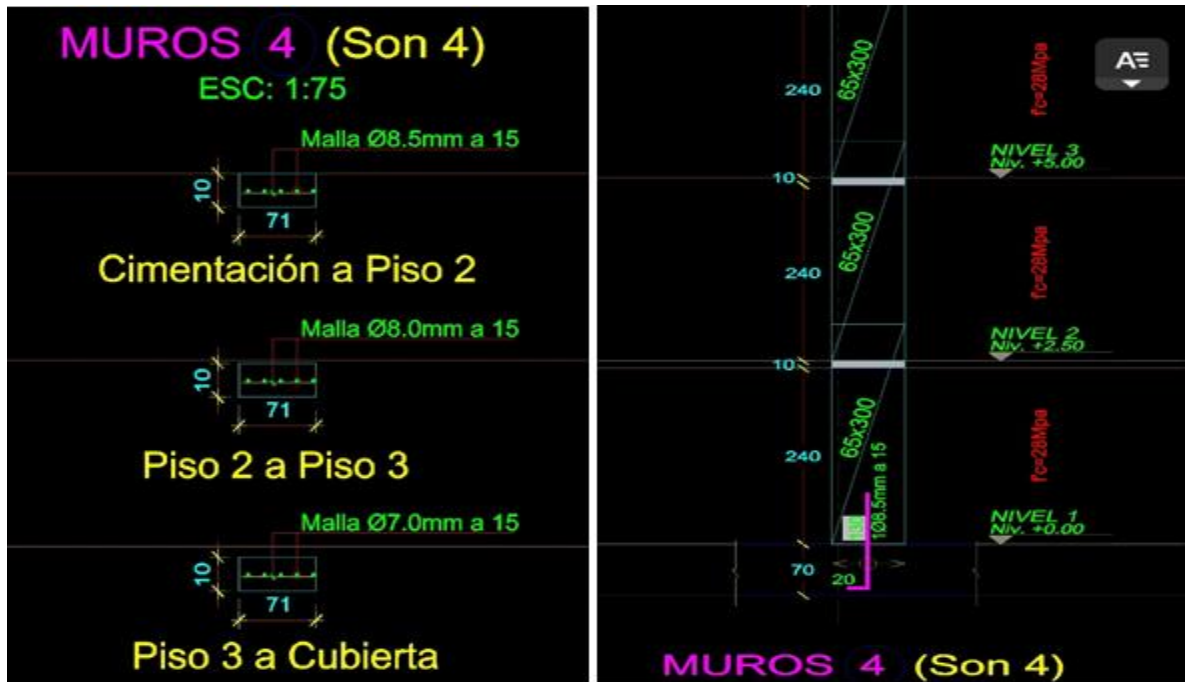 MUROS 4 (Son 4)
ESC: 1:75
Malla Ø8.5mm a 15
10
71
Cimentación a Piso 2
Malla Ø8.0mm a 15
10
71
Piso 2 a Piso 3
Malla Ø7.0mm a 15
10
71
Piso 3 a Cubierta
A
240
65x300
f'c=28Mpa
NIVEL 3
Niv. +5.00
10
240
65x300
f'c=28Mpa
NIVEL 2
Niv. +2.50
10
240
65x300
1Ø8.5mm a 15
f'c=28Mpa
NIVEL 1
Niv. +0.00
70
20
MUROS 4 (Son 4)